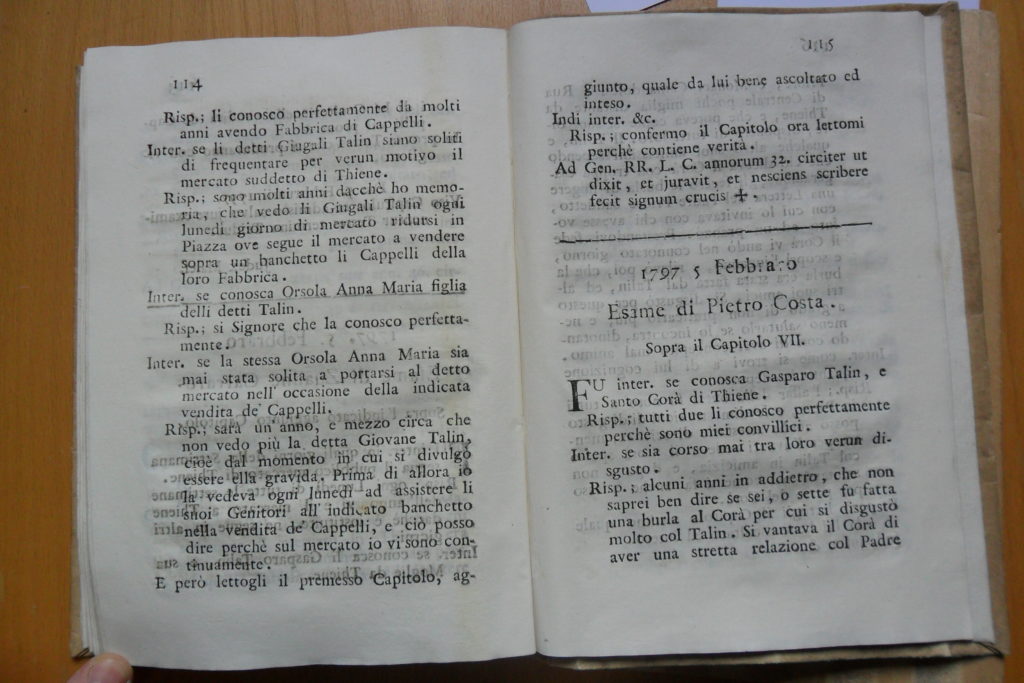 114
Risp.; li conosco perfettamente da molti
anni avendo Fabbrica di Cappelli.
Inter. se li detti Giugali Talin siano soliti
di frequentare per verun motivo il
mercato suddetto di Thiene.
Risp.; sono molti anni dacchè ho memo-
ria, che vedo li Giugali Talin ogni
lunedì giorno di mercato ridursi in
Piazza ove segue il mercato a vendere
sopra un banchetto li Cappelli della
loro Fabbrica.
Inter. se conosca Orsola Anna Maria figlia
delli detti Talin.
Risp.; si Signore che la conosco perfetta-
mente.
Inter. se la stessa Orsola Anna Maria sia
mai stata solita a portarsi al detto
mercato nell'occasione della indicata
vendita de' Cappelli.
Risp.; sarà un'anno, e mezzo circa che
non vedo più la detta Giovane Talin,
cioè dal momento in cui si divulgò
essere ella gravida. Prima di allora io
la vedeva ogni lunedì ad assistere li
suoi Genitori all'indicato banchetto
nella vendita de' Cappelli, e ciò posso
dire perchè sul mercato io vi sono con-
tinuamente.
E però lettogli il premesso Capitolo, ag-
115
giunto, quale da lui bene ascoltato ed
inteso.
Indi inter. &c.
Risp.; confermo il Capitolo ora lettomi
perchè contiene verità.
Ad Gen. RR. L. C. annorum 32. circiter ut
dixit, et juravit, et nesciens scribere
fecit signum crucis ✠.
1797 5 Febbraro
Esame di Pietro Costa.
Sopra il Capitolo VII.
FU inter. se conosca Gasparo Talin, e
Santo Corà di Thiene.
Risp.; tutti due li conosco perfettamente
perchè sono miei convillici.
Inter. se sia corso mai tra loro verun di-
sgusto.
Risp.; alcuni anni in addietro, che non
saprei ben dire se sei, o sette fu fatta
una burla al Corà per cui si disgustò
molto col Talin. Si vantava il Corà di
aver una stretta relazione col Padre